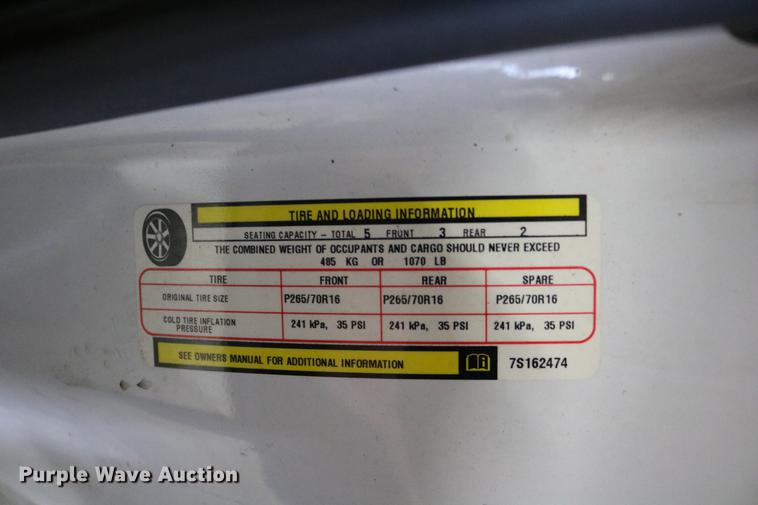 TIRE AND LOADING INFORMATION
SEATING CAPACITY – TOTAL 5 FRONT 3 REAR 2
THE COMBINED WEIGHT OF OCCUPANTS AND CARGO SHOULD NEVER EXCEED
485 KG OR 1070 LB
TIRE FRONT REAR SPARE
ORIGINAL TIRE SIZE P265/70R16 P265/70R16 P265/70R16
COLD TIRE INFLATION
PRESSURE 241 kPa, 35 PSI 241 kPa, 35 PSI 241 kPa, 35 PSI
SEE OWNERS MANUAL FOR ADDITIONAL INFORMATION 7S162474
Purple Wave Auction